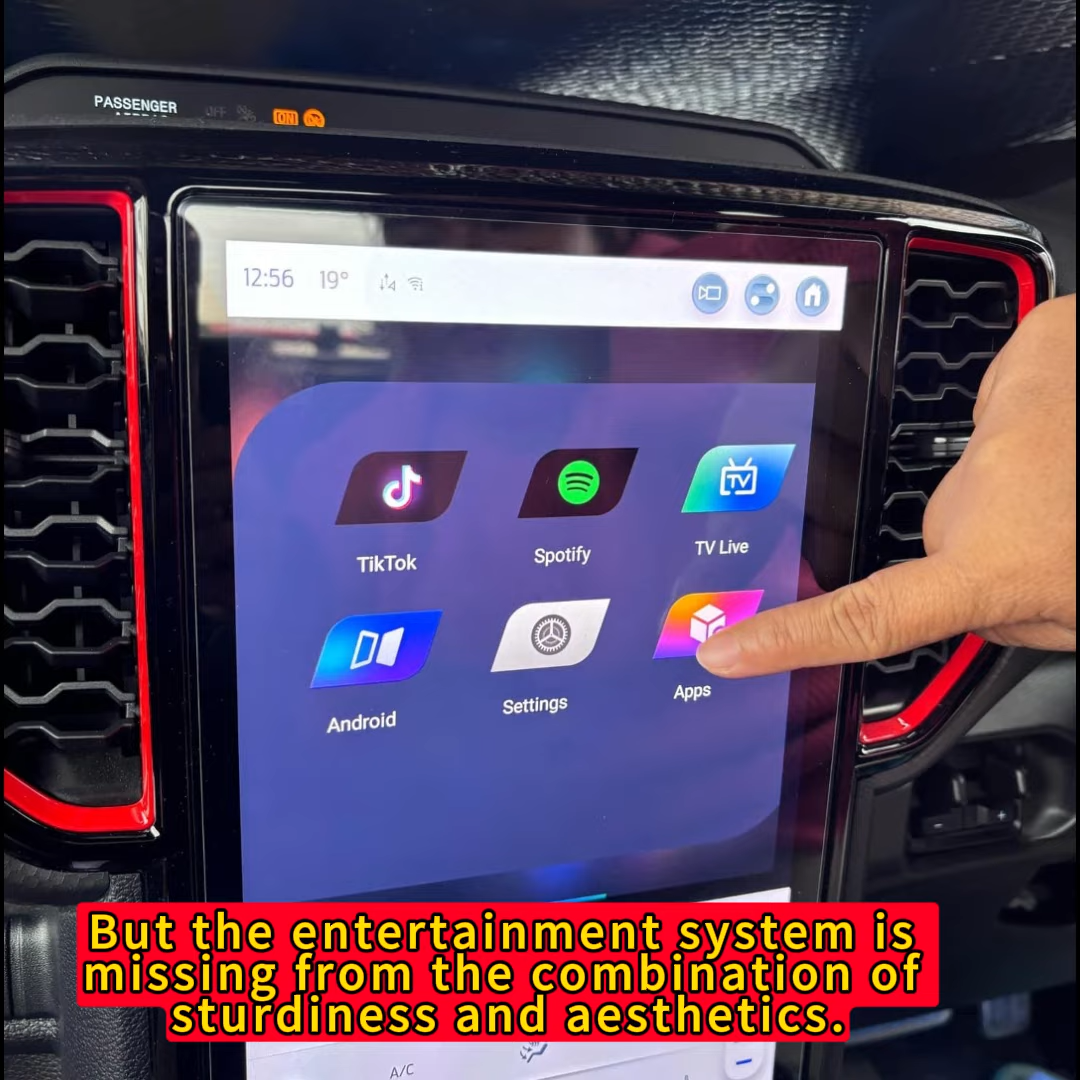 PASSENGER
OFF
ON
12:56 19°
TikTok
Spotify
TV
TV Live
Android
Settings
Apps
But the entertainment system is
missing from the combination of
sturdiness and aesthetics.
A/C